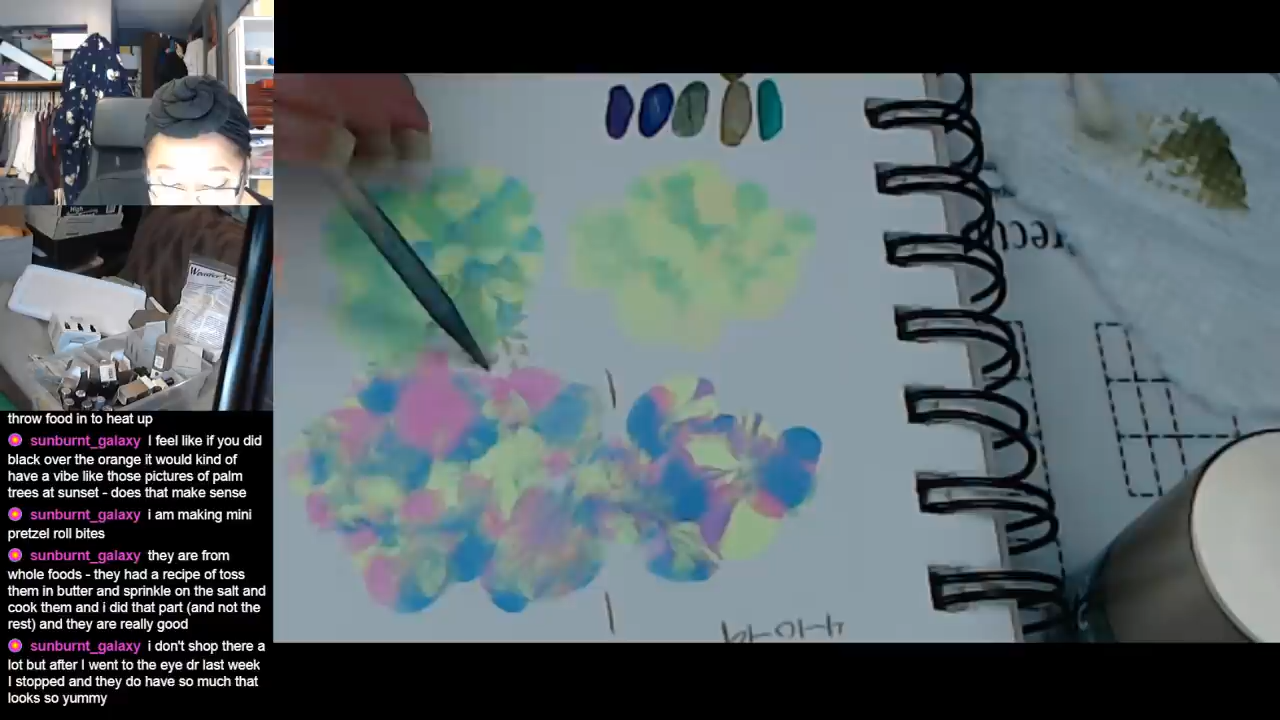 throw food in to heat up
sunburnt_galaxy I feel like if you did
black over the orange it would kind of
have a vibe like those pictures of palm
trees at sunset - does that make sense
sunburnt_galaxy i am making mini
pretzel roll bites
sunburnt_galaxy they are from
whole foods - they had a recipe of toss
them in butter and sprinkle on the salt and
cook them and i did that part (and not the
rest) and they are really good
sunburnt_galaxy i don't shop there a
lot but after I went to the eye dr last week
I stopped and they do have so much that
looks so yummy